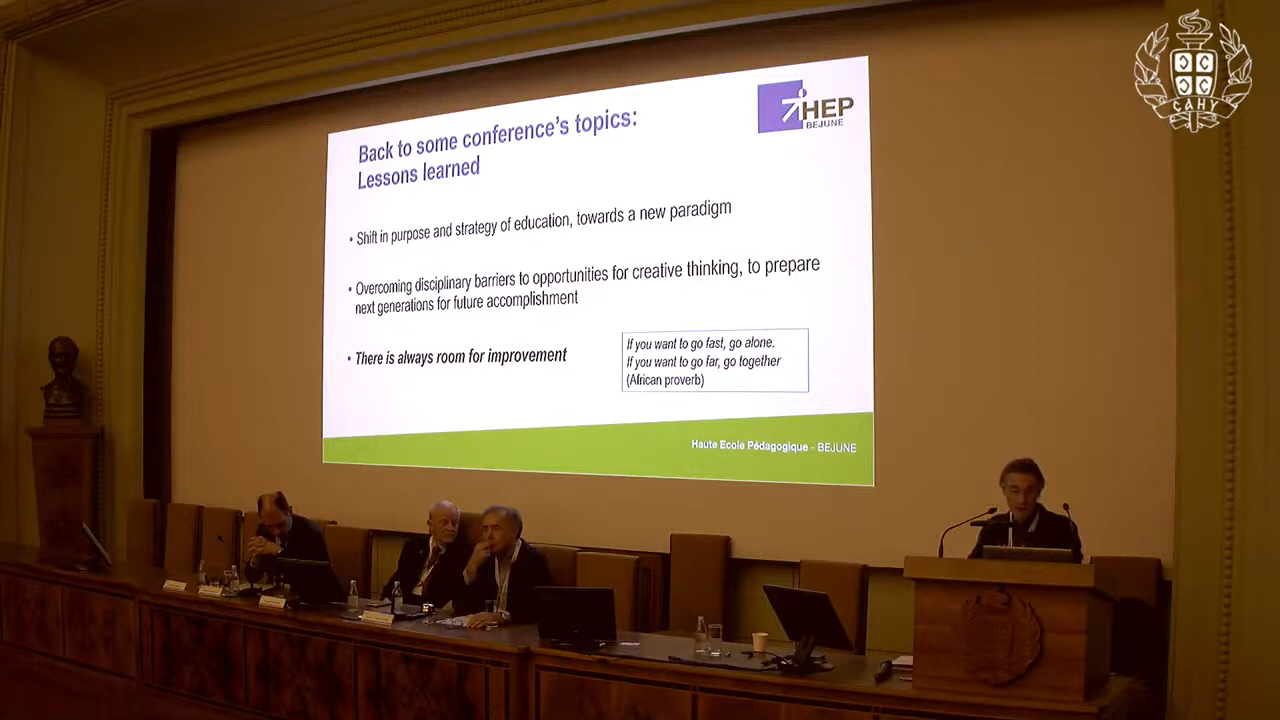 Back to some conference's topics:
Lessons learned
HEP
BEJUNE
• Shift in purpose and strategy of education, towards a new paradigm
• Overcoming disciplinary barriers to opportunities for creative thinking, to prepare
next generations for future accomplishment
• There is always room for improvement
If you want to go fast, go alone.
If you want to go far, go together
(African proverb)
Haute Ecole Pédagogique - BEJUNE
САНУ